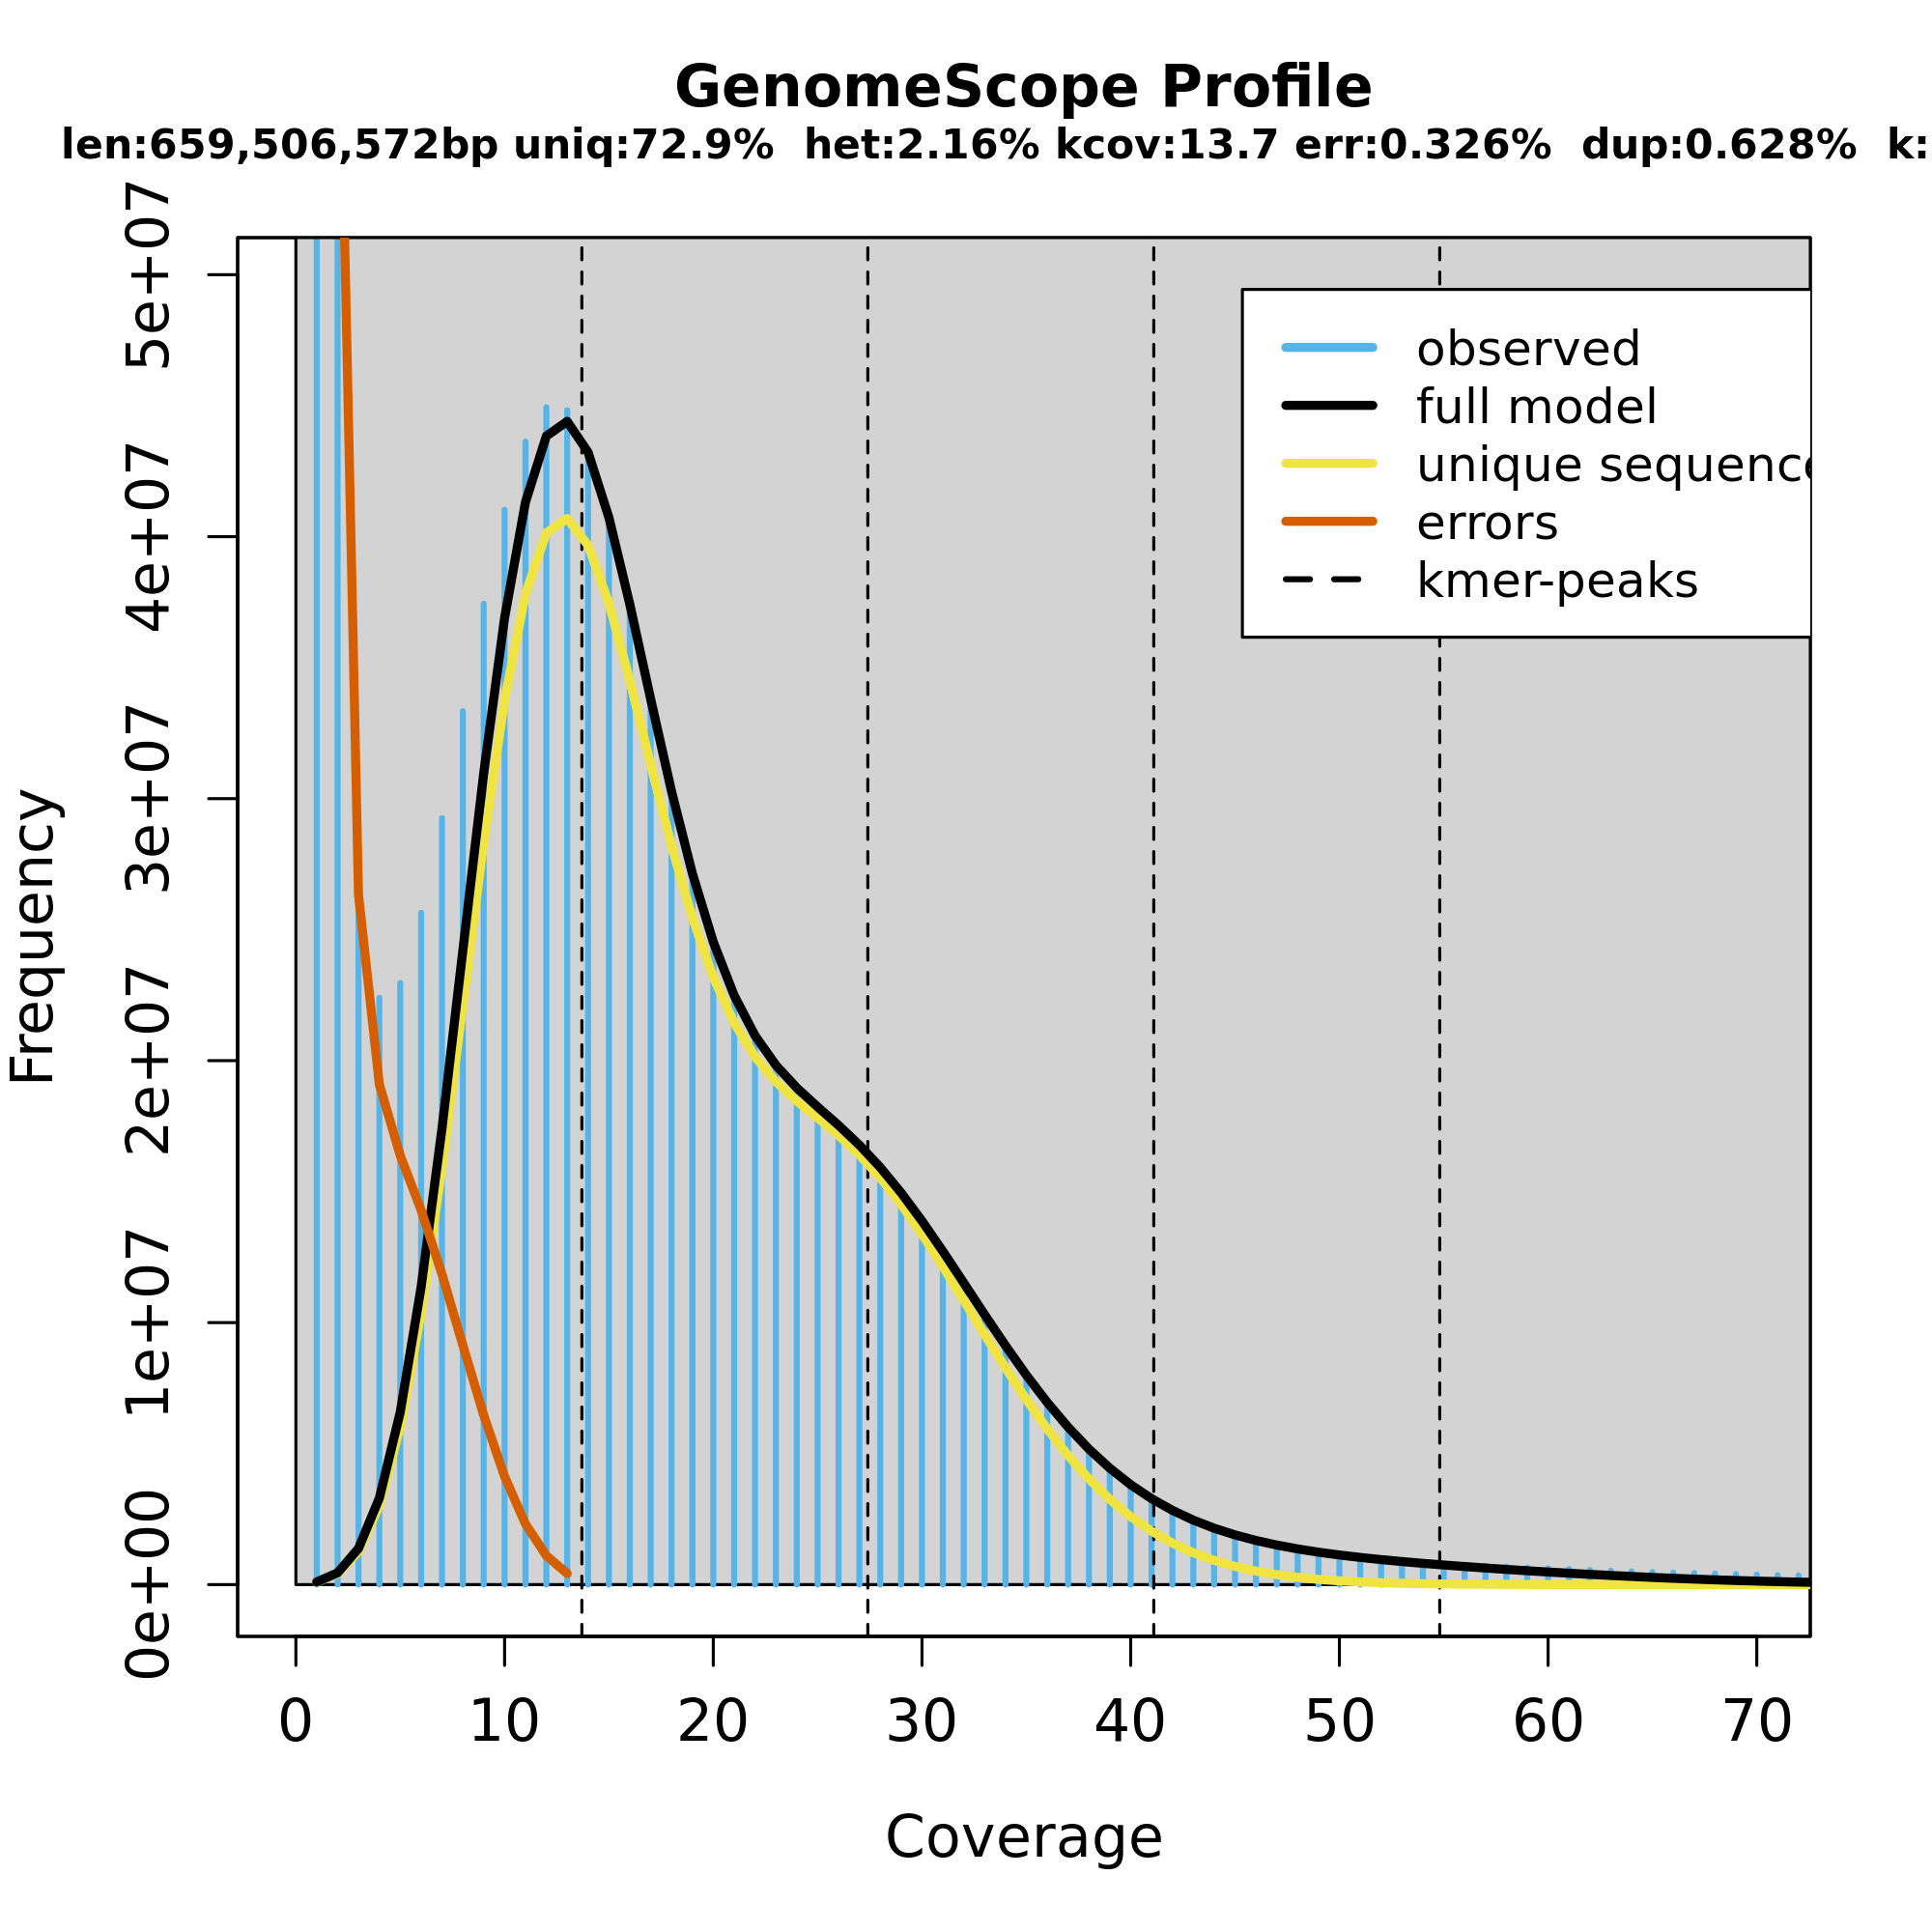 GenomeScope Profile
len:659,506,572bp uniq:72.9% het:2.16% kcov:13.7 err:0.326% dup:0.628% k:
5e+07
4e+07
3e+07
2e+07
1e+07
0e+00
Frequency
observed
full model
unique sequence
errors
kmer-peaks
0 10 20 30 40 50 60 70
Coverage